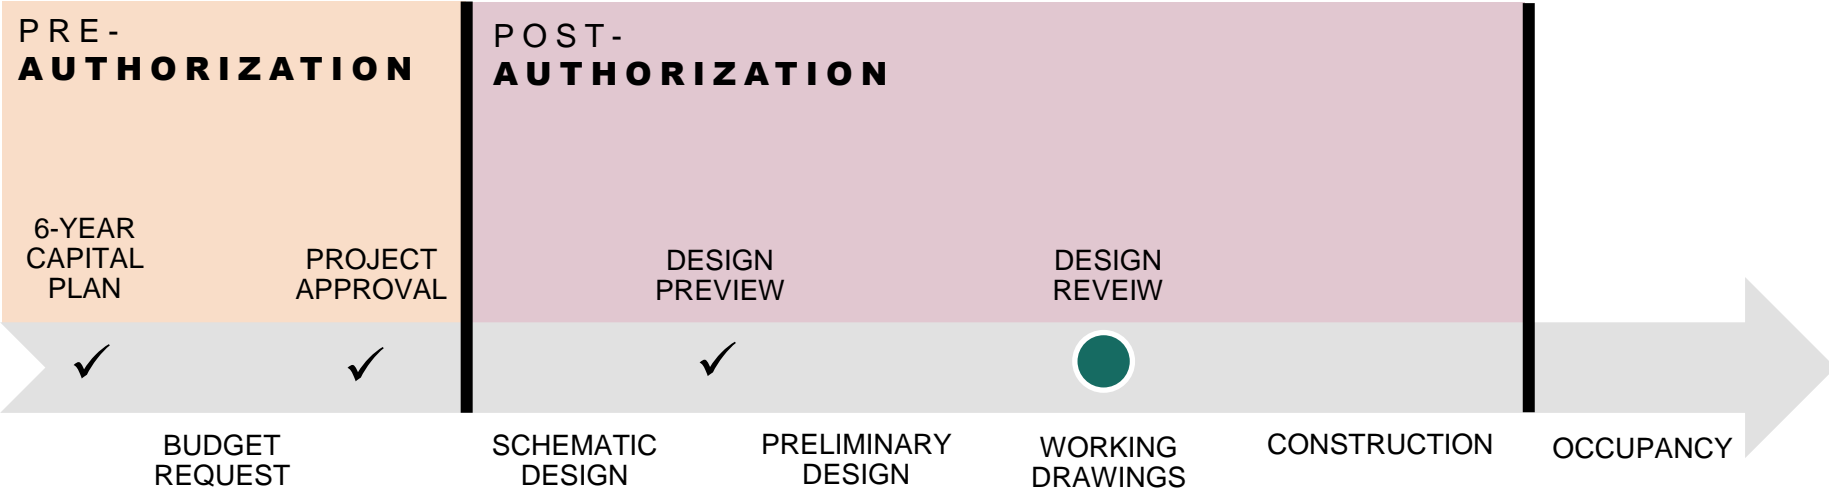 PRE-
AUTHORIZATION
POST-
AUTHORIZATION
6-YEAR
CAPITAL
PLAN
PROJECT
APPROVAL
DESIGN
PREVIEW
DESIGN
REVEIW
BUDGET
REQUEST
SCHEMATIC
DESIGN
PRELIMINARY
DESIGN
WORKING
DRAWINGS
CONSTRUCTION
OCCUPANCY